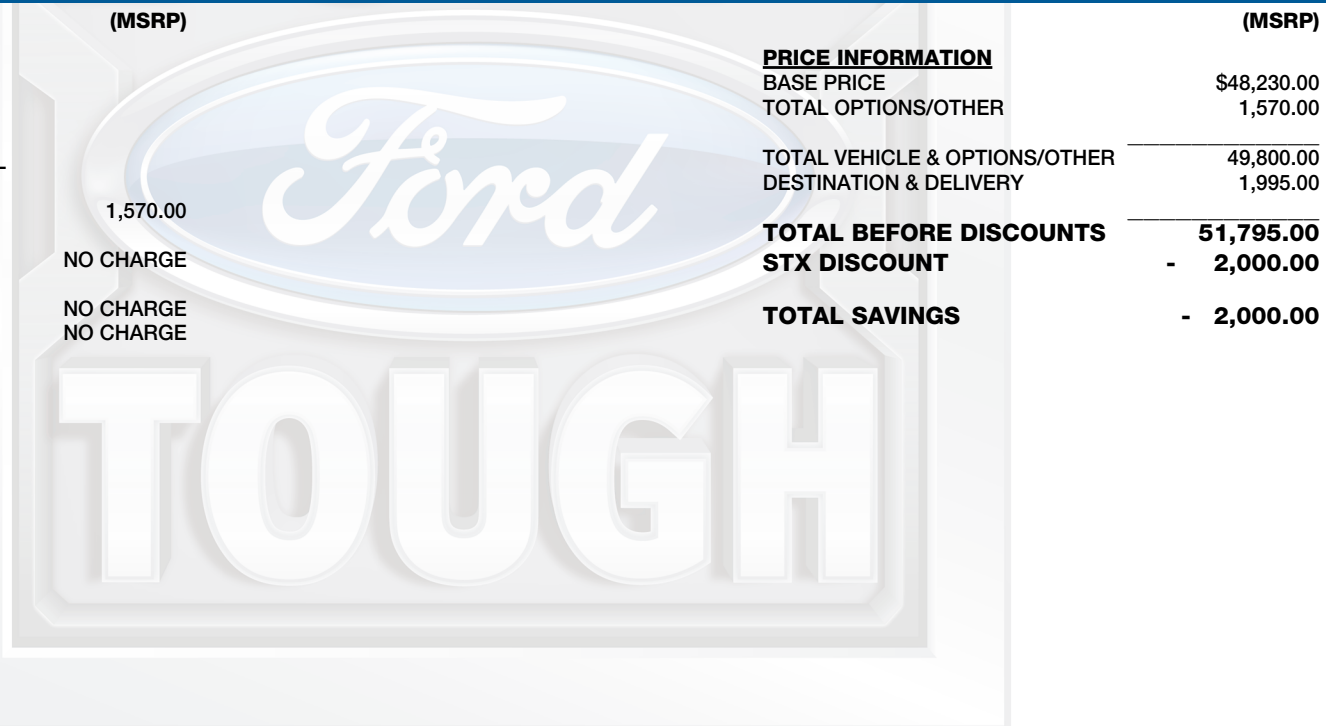 (MSRP)
1,570.00
NO CHARGE
NO CHARGE
NO CHARGE
(MSRP)
PRICE INFORMATION
BASE PRICE $48,230.00
TOTAL OPTIONS/OTHER 1,570.00
TOTAL VEHICLE & OPTIONS/OTHER 49,800.00
DESTINATION & DELIVERY 1,995.00
TOTAL BEFORE DISCOUNTS 51,795.00
STX DISCOUNT - 2,000.00
TOTAL SAVINGS - 2,000.00
Ford
TOUGH